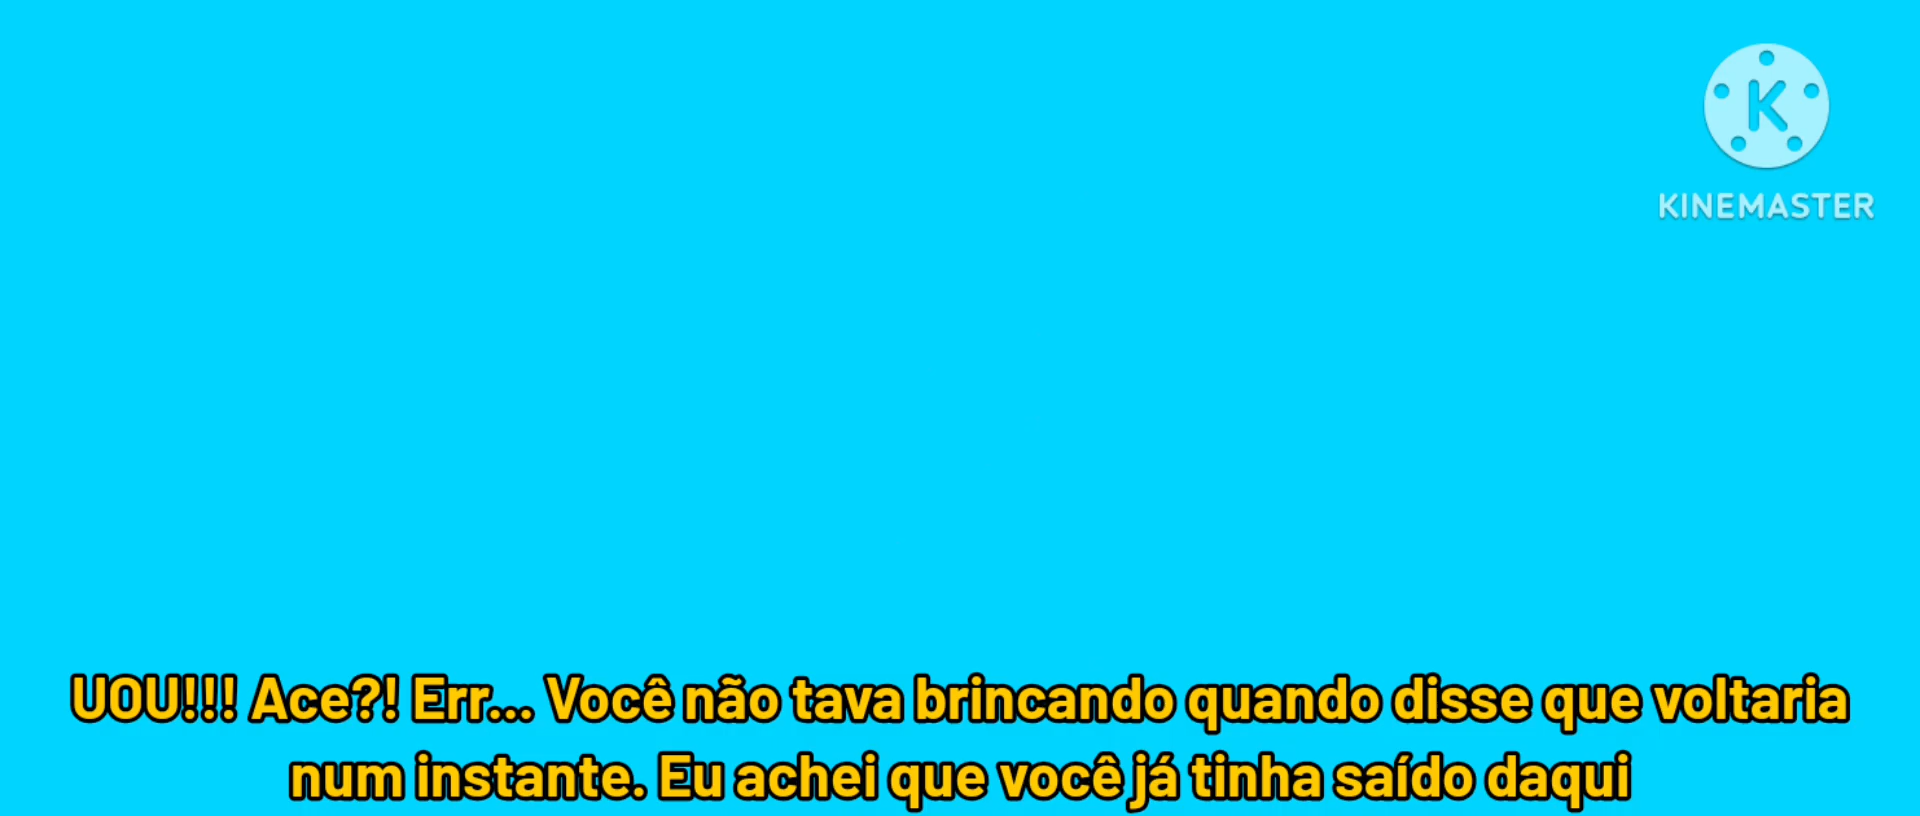 K
KINEMASTER
UOU!!! Ace?! Err... Você não tava brincando quando disse que voltaria
num instante. Eu achei que você já tinha saído daqui